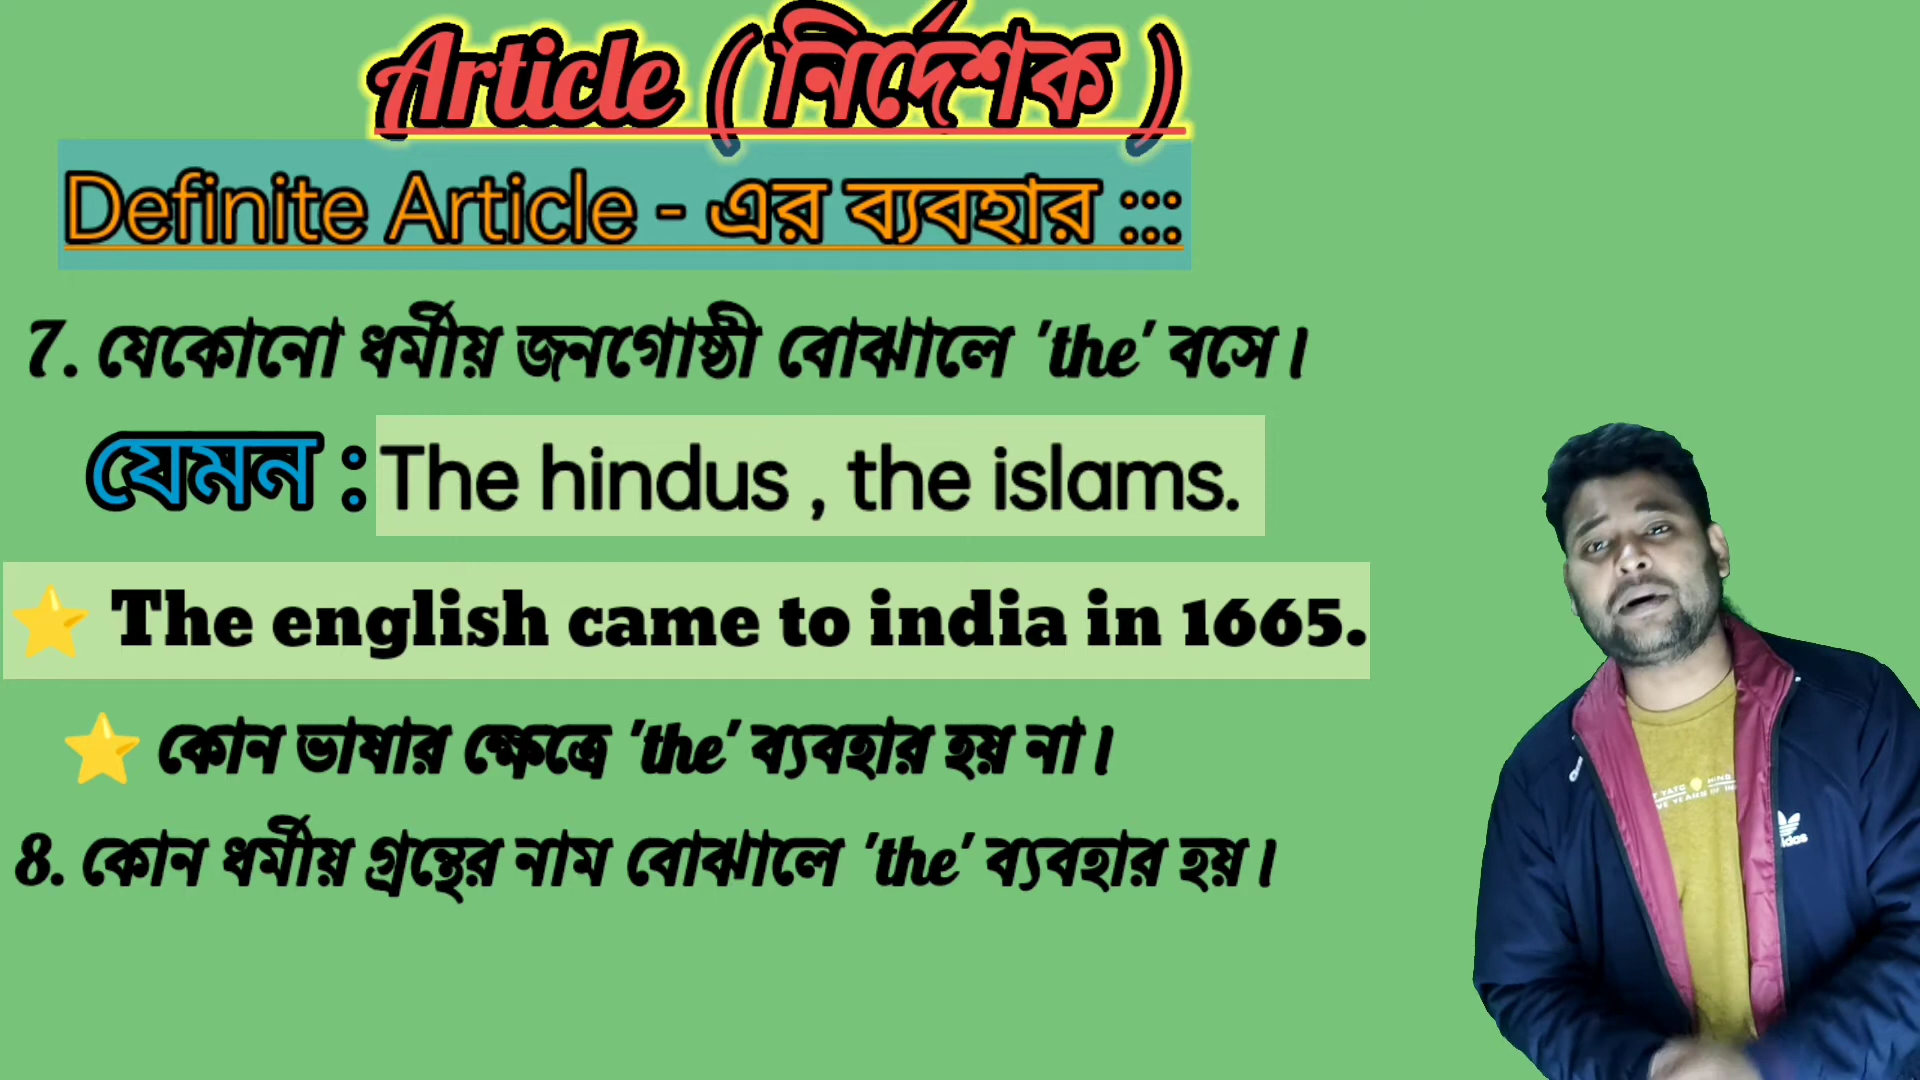 Article ( নির্দেশক )
Definite Article - এর ব্যবহার :::
7. যেকোনো ধর্মীয় জনগোষ্ঠী বোঝালে 'the' বসে।
যেমন : The hindus , the islams.
⭐ The english came to india in 1665.
⭐ কোন ভাষার ক্ষেত্রে 'the' ব্যবহার হয় না।
8. কোন ধর্মীয় গ্রন্থের নাম বোঝালে 'the' ব্যবহার হয়।